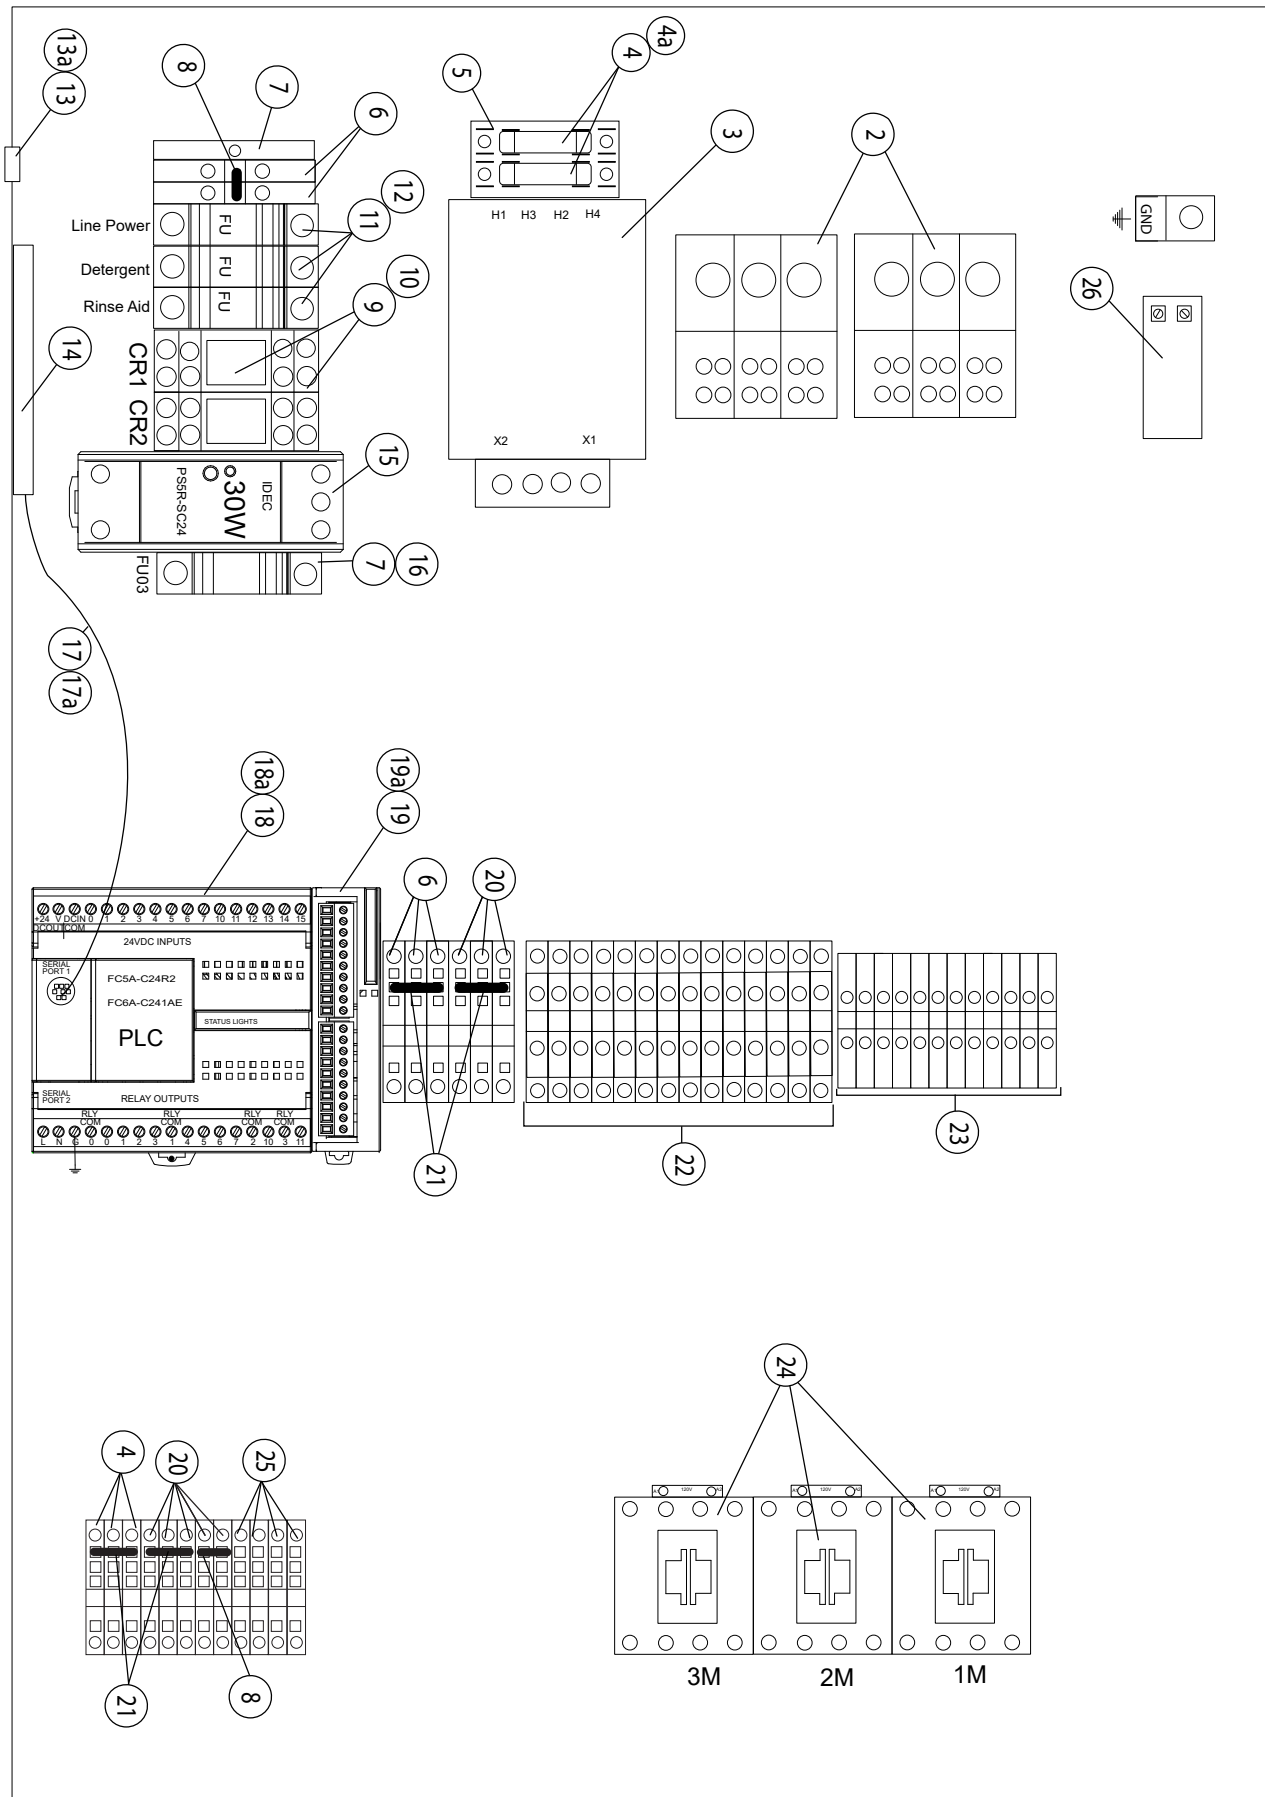 13a
13
8
7
6
5
4
4a
3
2
Line Power
FU
12
11
Detergent
FU
Rinse Aid
FU
10
9
H1 H3 H2 H4
GND
26
14
CR1
CR2
X2 X1
15
PS5R-SC24
30W
IDEC
FU03
7
16
17
17a
18a
18
19a
19
6
20
+24 V DCIN 0 1 2 3 4 5 6 7 10 11 12 13 14 15
DCOUT COM
24VDC INPUTS
SERIAL
PORT 1
FC5A-C24R2
FC6A-C241AE
STATUS LIGHTS
PLC
SERIAL
PORT 2
RELAY OUTPUTS
RLY
COM
RLY
COM
RLY
COM
RLY
COM
L N G 0 0 1 2 3 1 4 5 6 7 2 10 3 11
21
22
23
24
4
20
25
A1 120V A2
A1 120V A2
A1 120V A2
21
8
3M
2M
1M